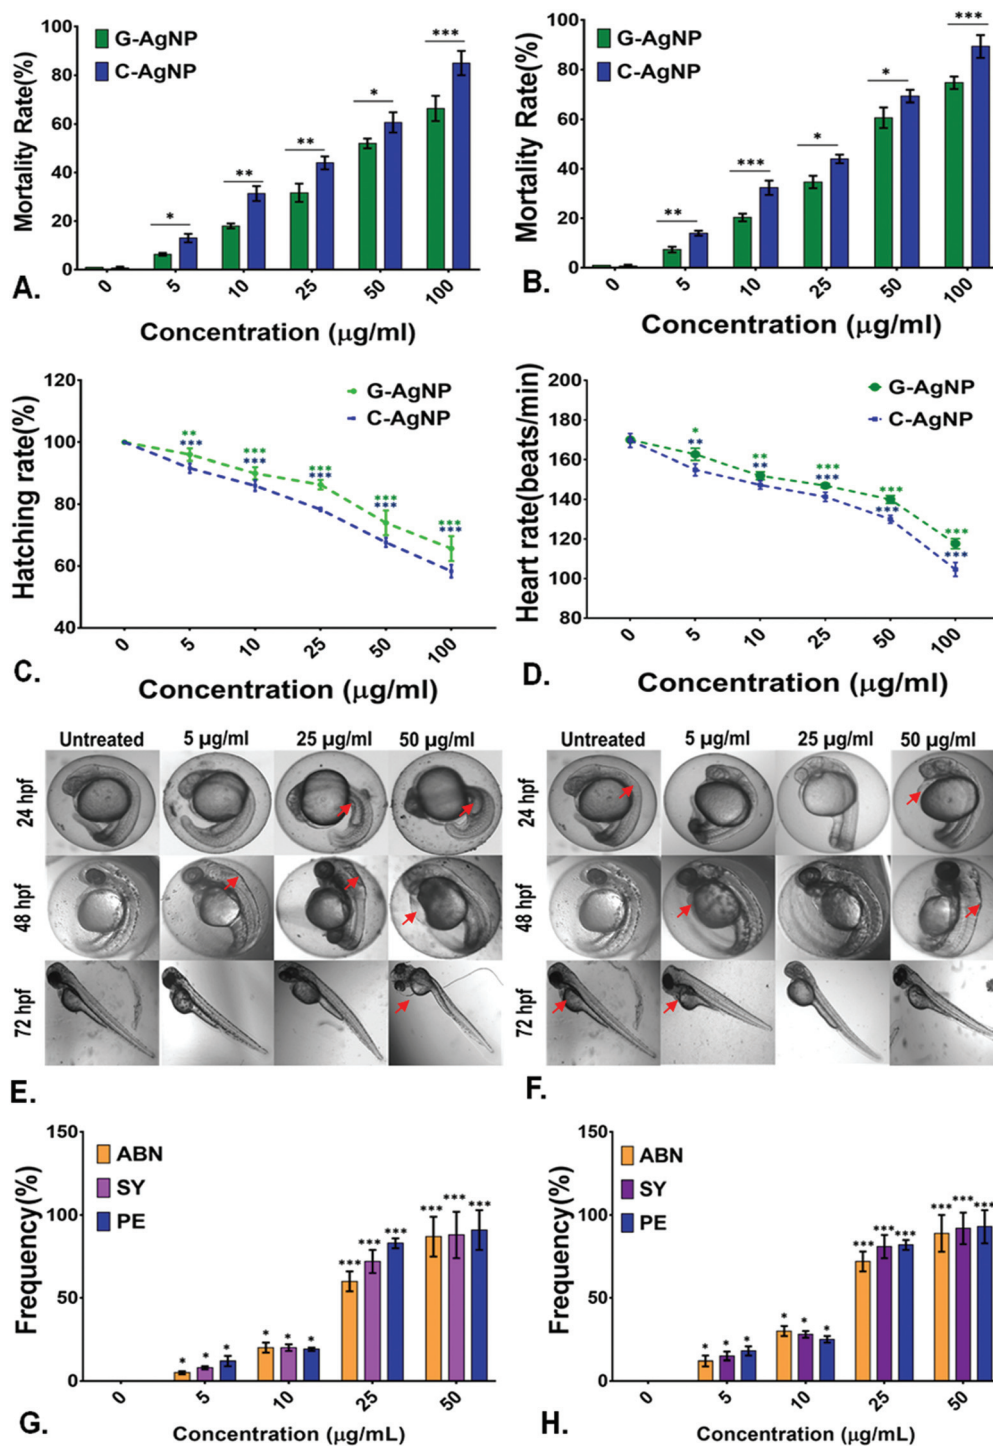 G-AgNP
C-AgNP
Mortality Rate(%)
100
80
60
40
20
0
*
**
**
*
***
0
5
10
25
50
100
Concentration (μg/ml)
A.
G-AgNP
C-AgNP
Mortality Rate(%)
100
80
60
40
20
0
**
***
*
*
***
0
5
10
25
50
100
Concentration (μg/ml)
B.
G-AgNP
C-AgNP
Hatching rate(%)
120
100
80
60
40
**
***
***
***
***
***
***
***
***
***
0
5
10
25
50
100
Concentration (μg/ml)
C.
G-AgNP
C-AgNP
Heart rate(beats/min)
200
180
160
140
120
100
80
*
**
**
**
***
***
***
***
***
***
0
5
10
25
50
100
Concentration (μg/ml)
D.
Untreated
5 μg/ml
25 μg/ml
50 μg/ml
24 hpf
48 hpf
72 hpf
E.
Untreated
5 μg/ml
25 μg/ml
50 μg/ml
24 hpf
48 hpf
72 hpf
F.
ABN
SY
PE
Frequency(%)
150
100
50
0
* * *
* * *
*** *** ***
*** *** ***
0
5
10
25
50
Concentration (μg/mL)
G.
ABN
SY
PE
Frequency(%)
150
100
50
0
* * *
* * *
*** *** ***
*** *** ***
0
5
10
25
50
Concentration (μg/mL)
H.